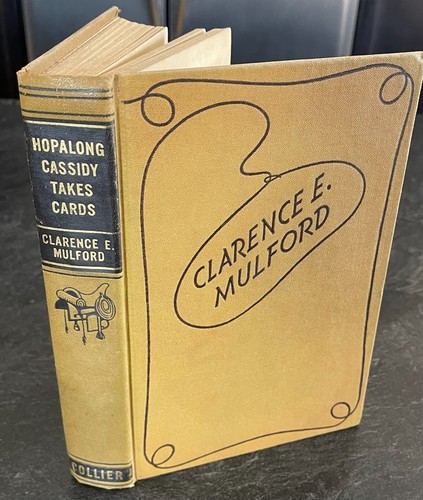 HOPALONG
CASSIDY
TAKES
CARDS
CLARENCE E.
MULFORD
COLLIER
CLARENCE E.
MULFORD